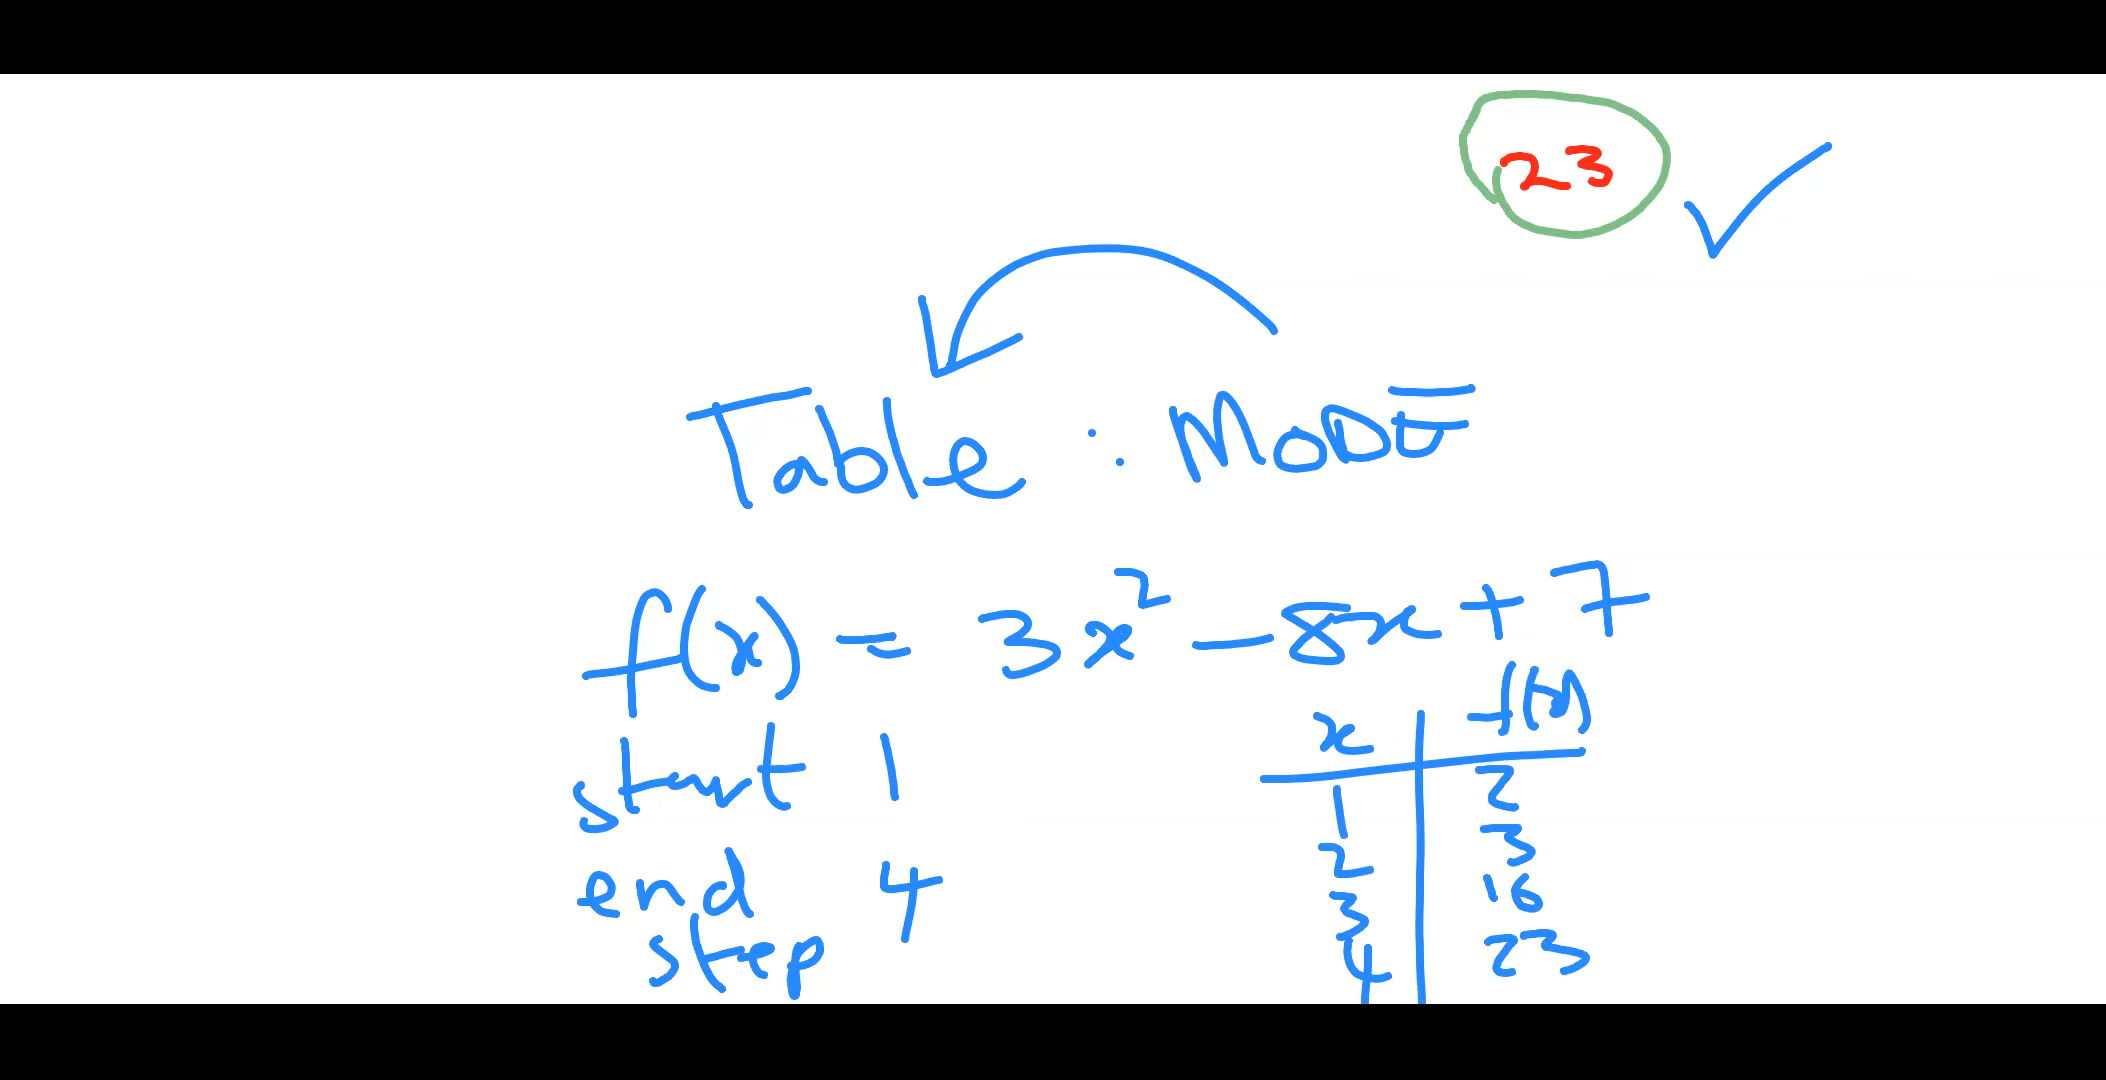 23
Table : MODE
f(x) = 3x² - 8x + 7
start 1
end 4
step
x f(x)
1 2
2 3
3 16
4 23